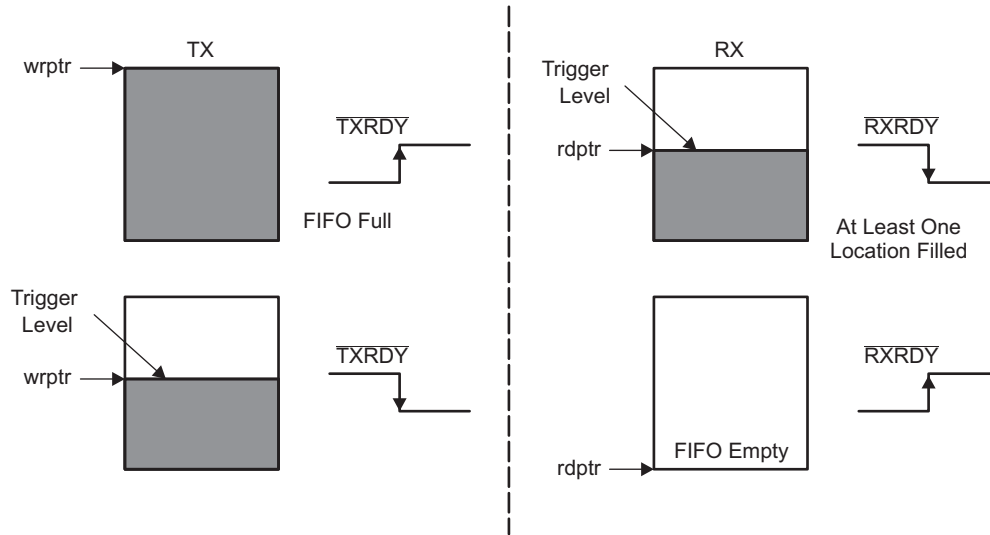 TX
wrptr
TXRDY
FIFO Full
Trigger
Level
wrptr
TXRDY
RX
Trigger
Level
rdptr
RXRDY
At Least One
Location Filled
RXRDY
FIFO Empty
rdptr